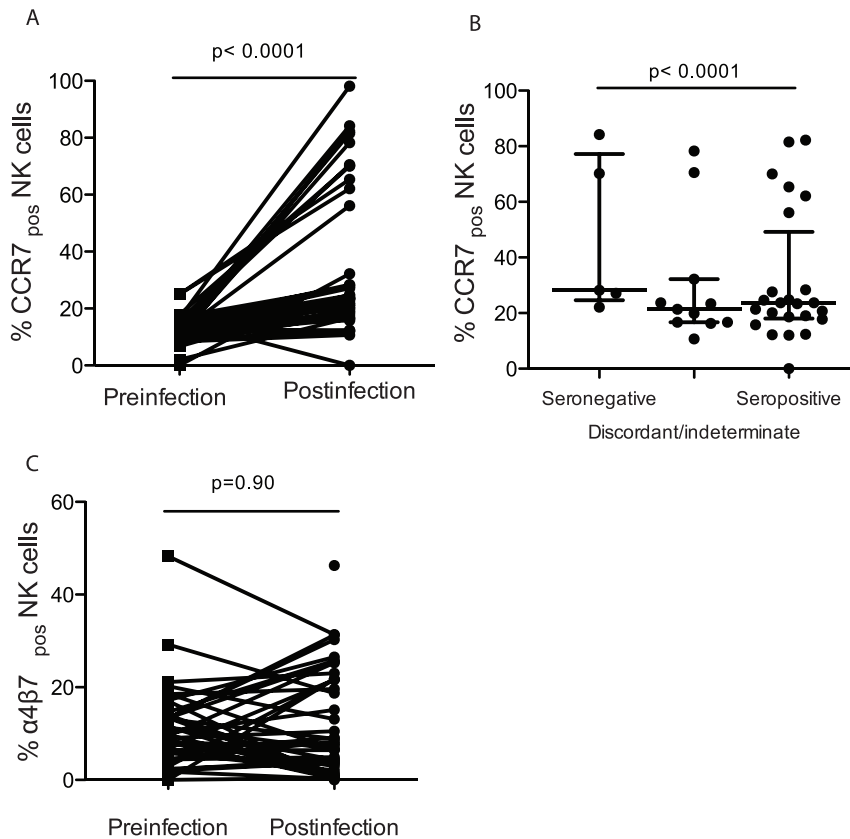 A
p< 0.0001
% CCR7 pos NK cells
100
80
60
40
20
0
Preinfection
Postinfection
B
p< 0.0001
% CCR7 pos NK cells
100
80
60
40
20
0
Seronegative
Seropositive
Discordant/indeterminate
C
p=0.90
% α4β7 pos NK cells
60
40
20
0
Preinfection
Postinfection